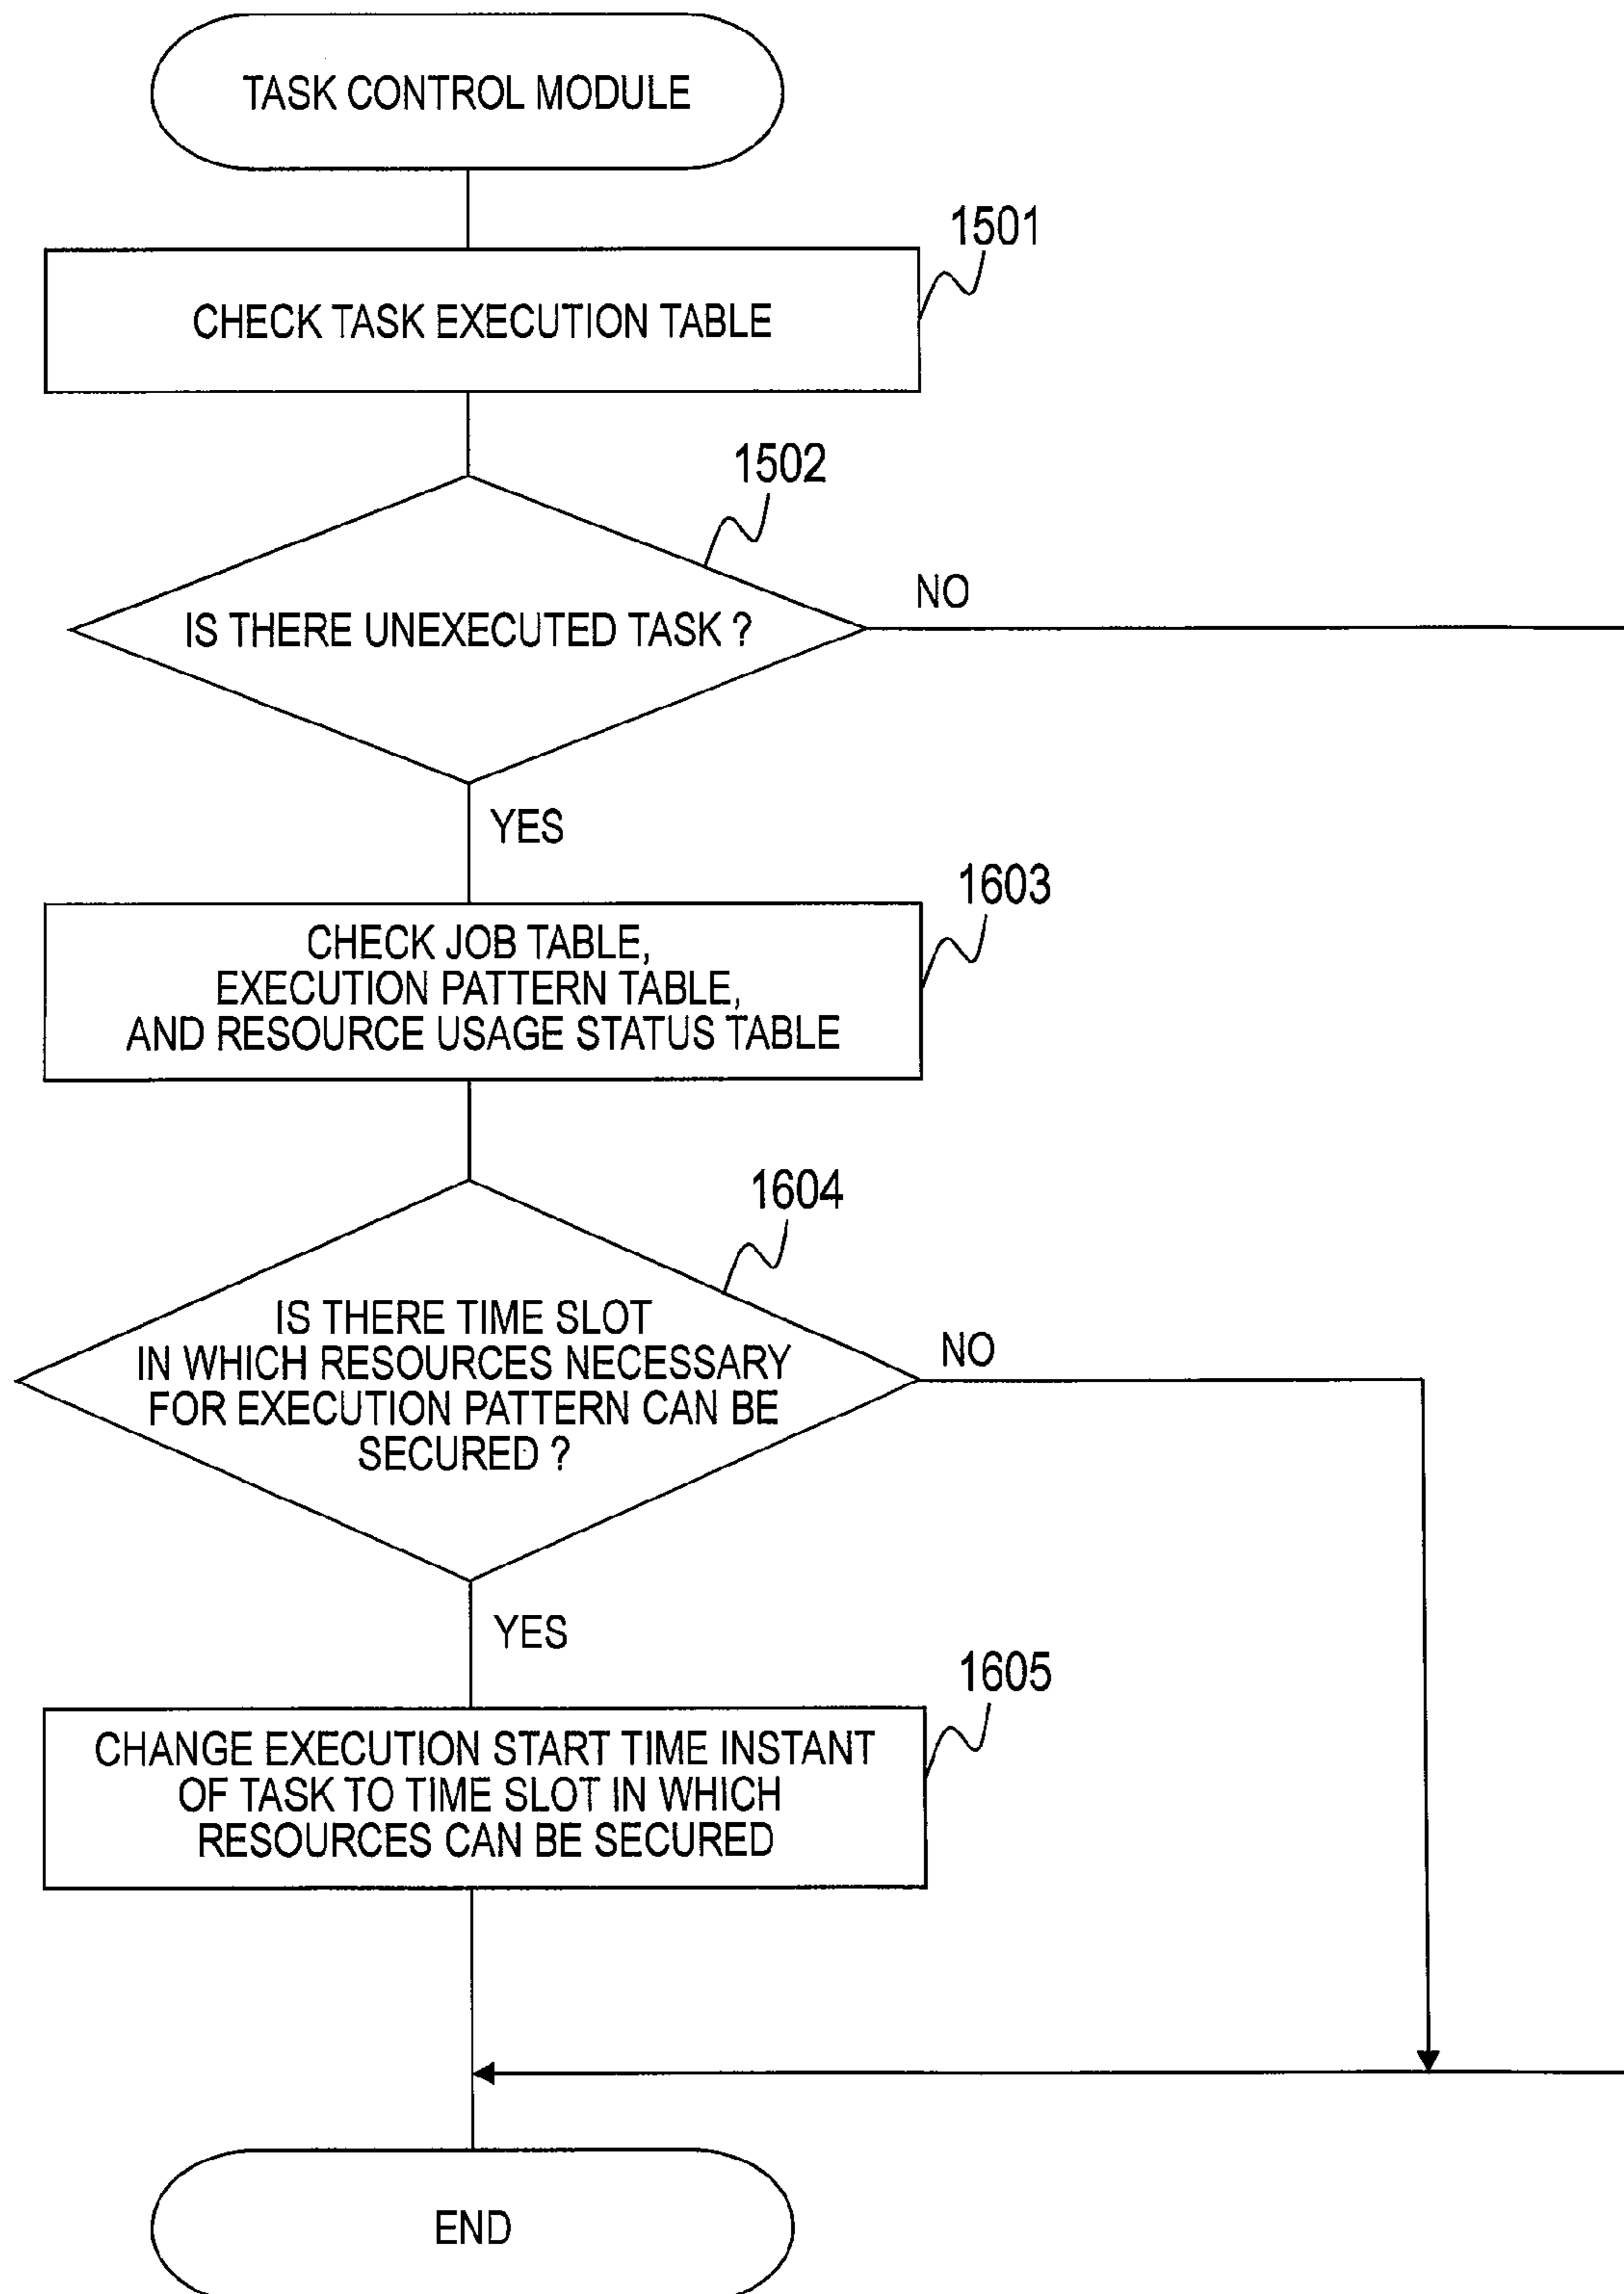 TASK CONTROL MODULE
1501
CHECK TASK EXECUTION TABLE
1502
IS THERE UNEXECUTED TASK ?
NO
YES
1603
CHECK JOB TABLE,
EXECUTION PATTERN TABLE,
AND RESOURCE USAGE STATUS TABLE
1604
IS THERE TIME SLOT
IN WHICH RESOURCES NECESSARY
FOR EXECUTION PATTERN CAN BE
SECURED ?
NO
YES
1605
CHANGE EXECUTION START TIME INSTANT
OF TASK TO TIME SLOT IN WHICH
RESOURCES CAN BE SECURED
END